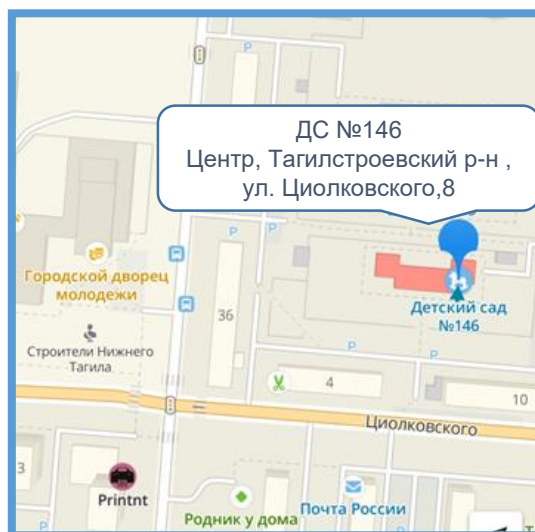 P
ДС №146
Центр, Тагилстроевский р-н ,
ул. Циолковского,8
P
P
Городской дворец
молодежи
36
Детский сад
№146
Строители Нижнего
Тагила
P
P
4
10
Циолковского
3
Printnt
Почта России
Родник у дома